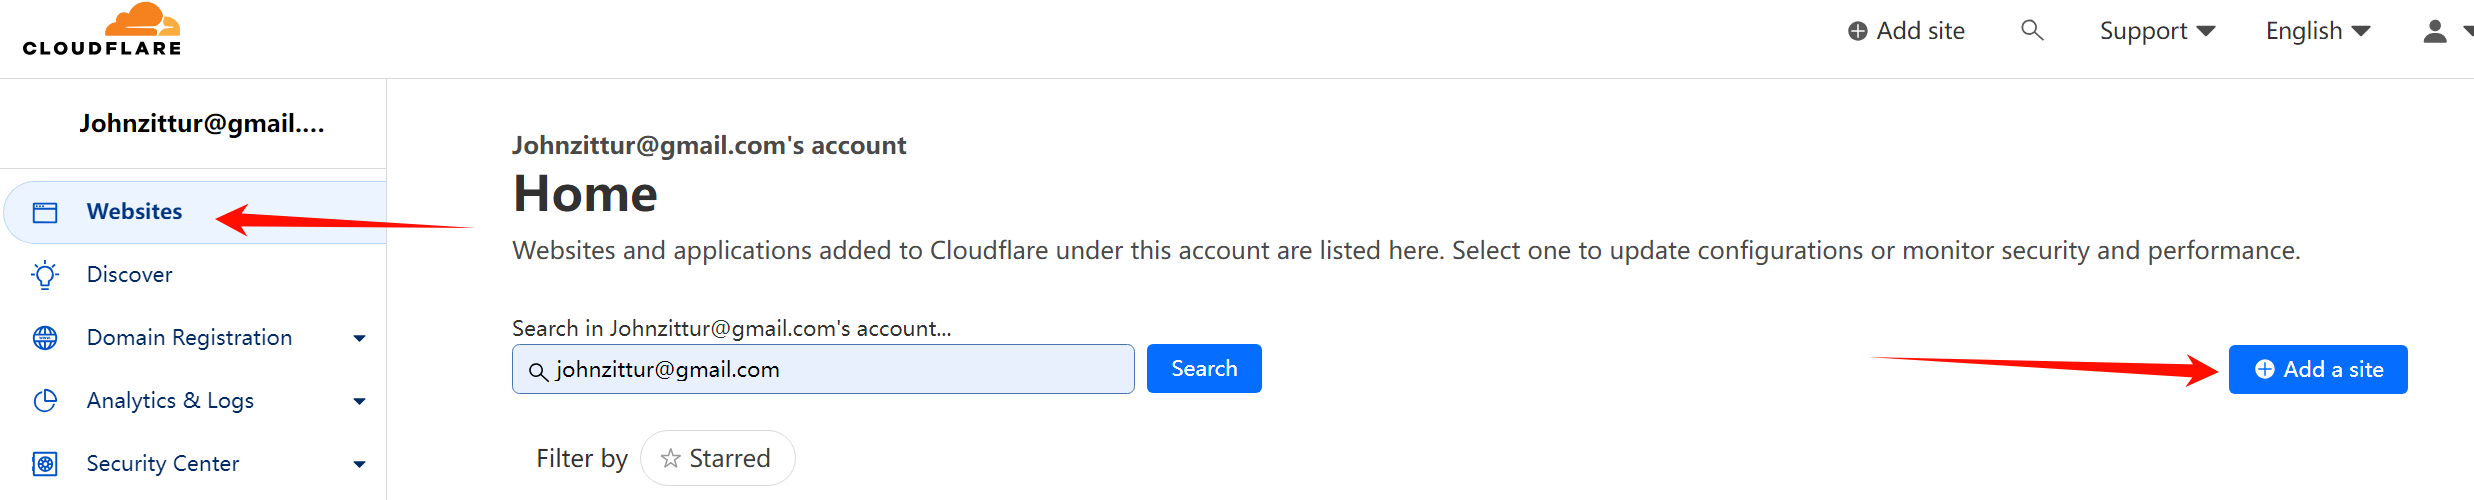 CLOUDFLARE
Add site
Support
English
Johnzittur@gmail....
Websites
Discover
Domain Registration
Analytics & Logs
Security Center
Johnzittur@gmail.com's account
Home
Websites and applications added to Cloudflare under this account are listed here. Select one to update configurations or monitor security and performance.
Search in Johnzittur@gmail.com's account...
johnzittur@gmail.com
Search
Add a site
Filter by
Starred